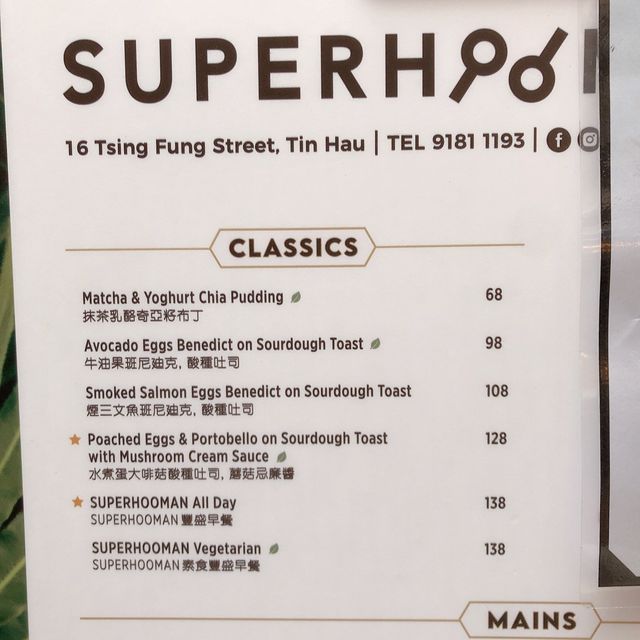 SUPERHOO
16 Tsing Fung Street, Tin Hau | TEL 9181 1193 |
CLASSICS
Matcha & Yoghurt Chia Pudding 68
抹茶乳酪奇亞籽布丁
Avocado Eggs Benedict on Sourdough Toast 98
牛油果班尼迪克, 酸種吐司
Smoked Salmon Eggs Benedict on Sourdough Toast 108
煙三文魚班尼迪克, 酸種吐司
Poached Eggs & Portobello on Sourdough Toast 128
with Mushroom Cream Sauce
水煮蛋大啡菇酸種吐司, 蘑菇忌廉醬
SUPERHOOMAN All Day 138
SUPERHOOMAN 豐盛早餐
SUPERHOOMAN Vegetarian 138
SUPERHOOMAN 素食豐盛早餐
MAINS